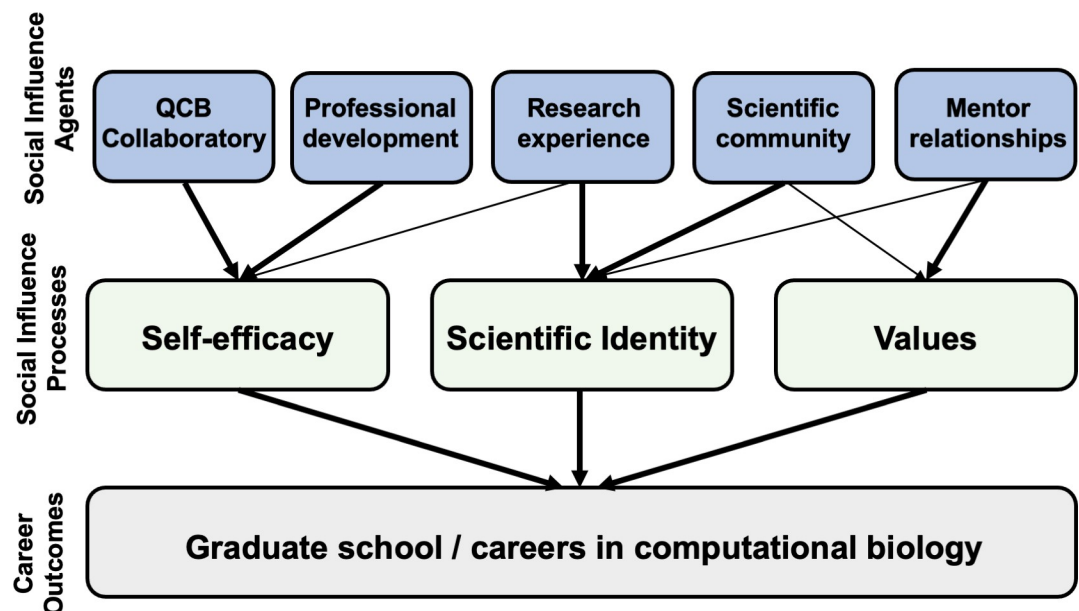 Social Influence
Agents
QCB
Collaboratory
Professional
development
Research
experience
Scientific
community
Mentor
relationships
Social Influence
Processes
Self-efficacy
Scientific Identity
Values
Career
Outcomes
Graduate school / careers in computational biology